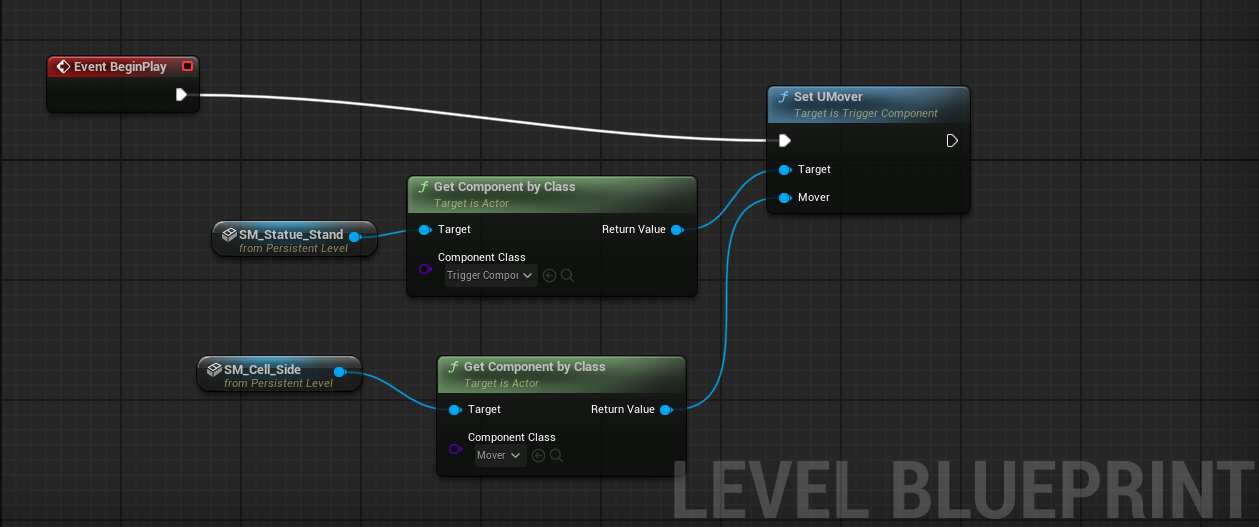 Event BeginPlay
Set UMover
Target is Trigger Component
Target
Mover
Get Component by Class
Target is Actor
Target
Return Value
Component Class
Trigger Compor
SM_Statue_Stand
from Persistent Level
Get Component by Class
Target is Actor
Target
Return Value
Component Class
Mover
SM_Cell_Side
from Persistent Level
LEVEL BLUEPRINT